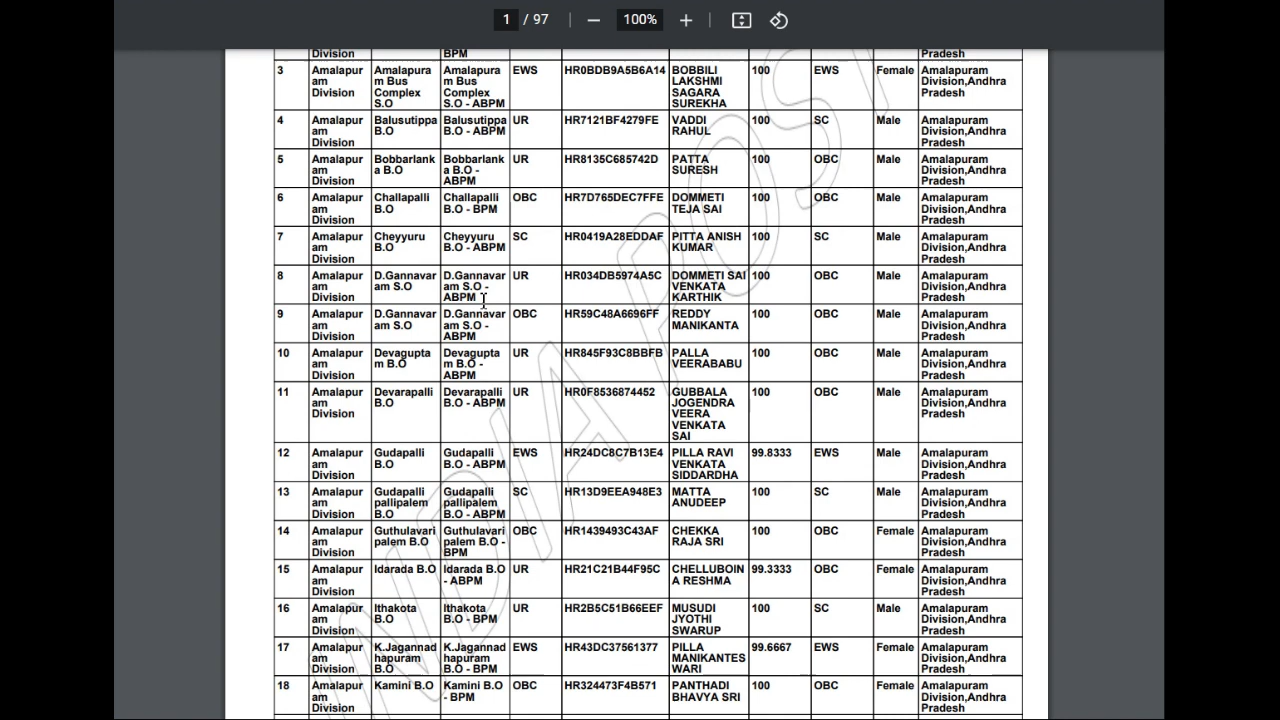 1 / 97 — 100% +
Division BPM Pradesh
3 Amalapur Amalapura Amalapura EWS HR0BDB9A5B6A14 BOBBILI 100 EWS Female Amalapuram
am m Bus m Bus LAKSHMI Division,Andhra
Division Complex Complex SAGARA Pradesh
S.O S.O - ABPM SUREKHA
4 Amalapur Balusutippa Balusutippa UR HR7121BF4279FE VADDI 100 SC Male Amalapuram
am B.O B.O - ABPM RAHUL Division,Andhra
Division Pradesh
5 Amalapur Bobbarlank Bobbarlank UR HR8135C685742D PATTA 100 OBC Male Amalapuram
am a B.O a B.O - SURESH Division,Andhra
Division ABPM Pradesh
6 Amalapur Challapalli Challapalli OBC HR7D765DEC7FFE DOMMETI 100 OBC Male Amalapuram
am B.O B.O - BPM TEJA SAI Division,Andhra
Division Pradesh
7 Amalapur Cheyyuru Cheyyuru SC HR0419A28EDDAF PITTA ANISH 100 SC Male Amalapuram
am B.O B.O - ABPM KUMAR Division,Andhra
Division Pradesh
8 Amalapur D.Gannavar D.Gannavar UR HR034DB5974A5C DOMMETI SAI 100 OBC Male Amalapuram
am am S.O am S.O - VENKATA Division,Andhra
Division ABPM KARTHIK Pradesh
9 Amalapur D.Gannavar D.Gannavar OBC HR59C48A6696FF REDDY 100 OBC Male Amalapuram
am am S.O am S.O - MANIKANTA Division,Andhra
Division ABPM Pradesh
10 Amalapur Devagupta Devagupta UR HR845F93C8BBFB PALLA 100 OBC Male Amalapuram
am m B.O m B.O - VEERABABU Division,Andhra
Division ABPM Pradesh
11 Amalapur Devarapalli Devarapalli UR HR0F8536874452 GUBBALA 100 OBC Male Amalapuram
am B.O B.O - ABPM JOGENDRA Division,Andhra
Division VEERA Pradesh
VENKATA
SAI
12 Amalapur Gudapalli Gudapalli EWS HR24DC8C7B13E4 PILLA RAVI 99.8333 EWS Male Amalapuram
am B.O B.O - ABPM VENKATA Division,Andhra
Division SIDDARDHA Pradesh
13 Amalapur Gudapalli Gudapalli SC HR13D9EEA948E3 MATTA 100 SC Male Amalapuram
am pallipalem pallipalem ANUDEEP Division,Andhra
Division B.O B.O - ABPM Pradesh
14 Amalapur Guthulavari Guthulavari OBC HR1439493C43AF CHEKKA 100 OBC Female Amalapuram
am palem B.O palem B.O - RAJA SRI Division,Andhra
Division BPM Pradesh
15 Amalapur Idarada B.O Idarada B.O UR HR21C21B44F95C CHELLUBOIN 99.3333 OBC Female Amalapuram
am - ABPM A RESHMA Division,Andhra
Division Pradesh
16 Amalapur Ithakota Ithakota UR HR2B5C51B66EEF MUSUDI 100 SC Male Amalapuram
am B.O B.O - BPM JYOTHI Division,Andhra
Division SWARUP Pradesh
17 Amalapur K.Jagannad K.Jagannad EWS HR43DC37561377 PILLA 99.6667 EWS Female Amalapuram
am hapuram hapuram MANIKANTES Division,Andhra
Division B.O B.O - BPM WARI Pradesh
18 Amalapur Kamini B.O Kamini B.O OBC HR324473F4B571 PANTHADI 100 OBC Female Amalapuram
am - BPM BHAVYA SRI Division,Andhra
Division Pradesh